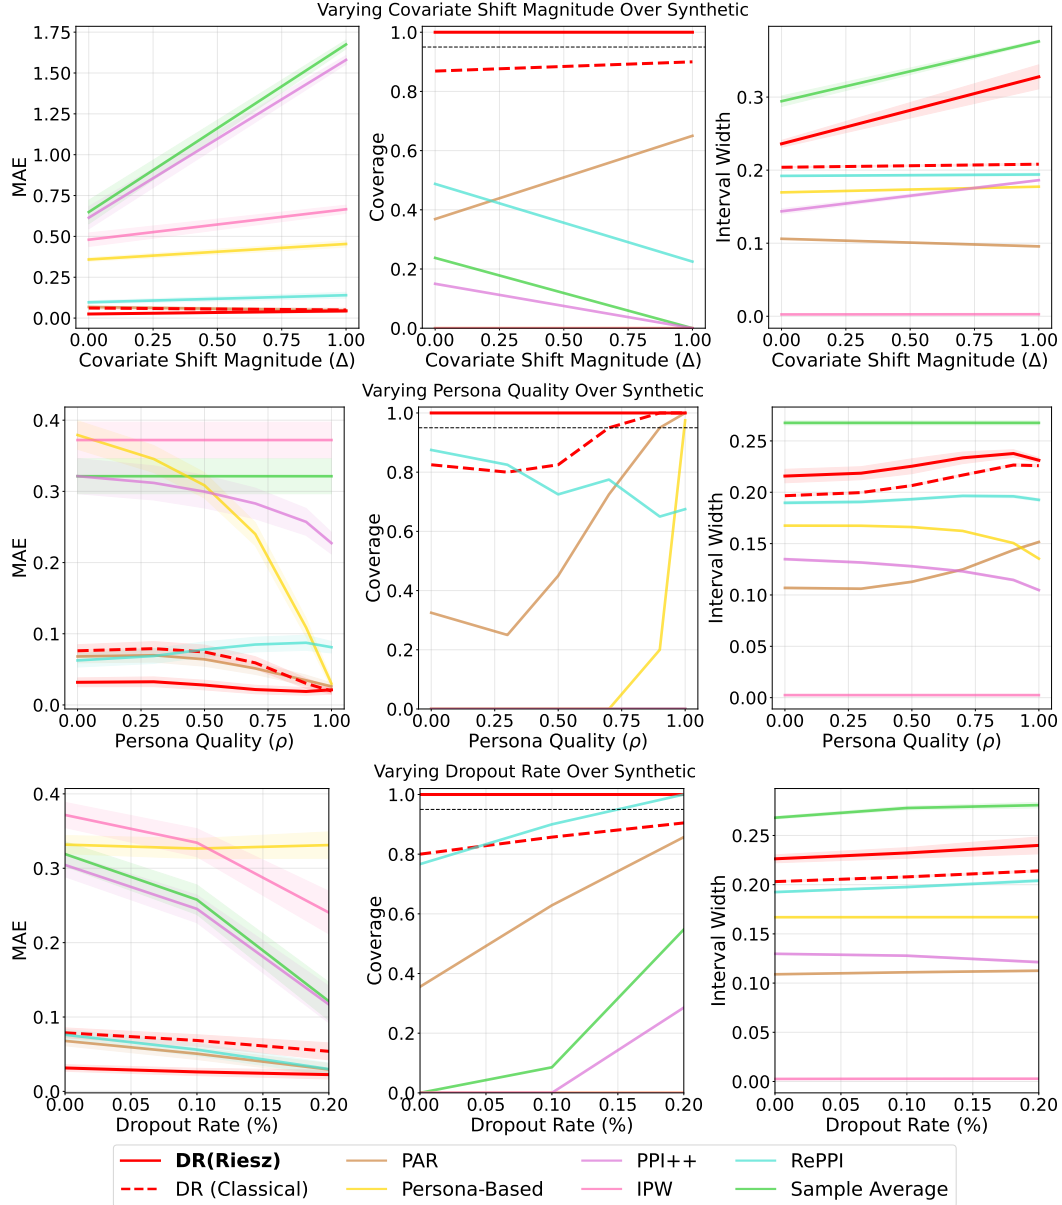 Varying Covariate Shift Magnitude Over Synthetic
MAE
1.75
1.50
1.25
1.00
0.75
0.50
0.25
0.00
0.00 0.25 0.50 0.75 1.00
Covariate Shift Magnitude (Δ)
Coverage
1.0
0.8
0.6
0.4
0.2
0.0
0.00 0.25 0.50 0.75 1.00
Covariate Shift Magnitude (Δ)
Interval Width
0.3
0.2
0.1
0.0
0.00 0.25 0.50 0.75 1.00
Covariate Shift Magnitude (Δ)
Varying Persona Quality Over Synthetic
MAE
0.4
0.3
0.2
0.1
0.0
0.00 0.25 0.50 0.75 1.00
Persona Quality (ρ)
Coverage
1.0
0.8
0.6
0.4
0.2
0.0
0.00 0.25 0.50 0.75 1.00
Persona Quality (ρ)
Interval Width
0.25
0.20
0.15
0.10
0.05
0.00
0.00 0.25 0.50 0.75 1.00
Persona Quality (ρ)
Varying Dropout Rate Over Synthetic
MAE
0.4
0.3
0.2
0.1
0.0
0.00 0.05 0.10 0.15 0.20
Dropout Rate (%)
Coverage
1.0
0.8
0.6
0.4
0.2
0.0
0.00 0.05 0.10 0.15 0.20
Dropout Rate (%)
Interval Width
0.25
0.20
0.15
0.10
0.05
0.00
0.00 0.05 0.10 0.15 0.20
Dropout Rate (%)
DR(Riesz) PAR PPI++ RePPI
DR (Classical) Persona-Based IPW Sample Average